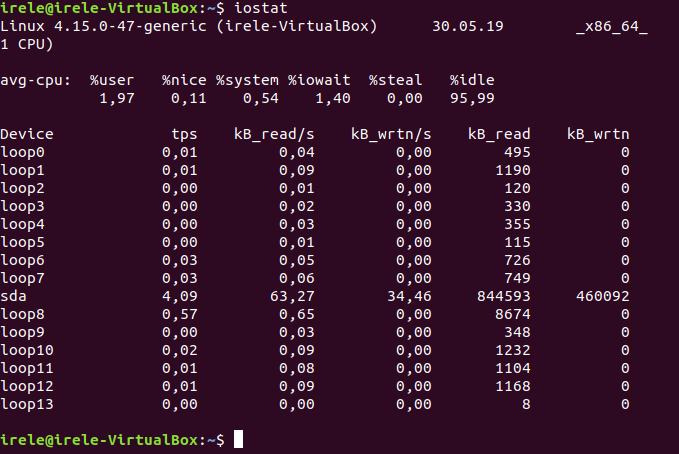 irele@irele-VirtualBox:~$ iostat
Linux 4.15.0-47-generic (irele-VirtualBox) 30.05.19 _x86_64_
1 CPU)
avg-cpu: %user %nice %system %iowait %steal %idle
1,97 0,11 0,54 1,40 0,00 95,99
Device tps kB_read/s kB_wrtn/s kB_read kB_wrtn
loop0 0,01 0,04 0,00 495 0
loop1 0,01 0,09 0,00 1190 0
loop2 0,00 0,01 0,00 120 0
loop3 0,00 0,02 0,00 330 0
loop4 0,00 0,03 0,00 355 0
loop5 0,00 0,01 0,00 115 0
loop6 0,03 0,05 0,00 726 0
loop7 0,03 0,06 0,00 749 0
sda 4,09 63,27 34,46 844593 460092
loop8 0,57 0,65 0,00 8674 0
loop9 0,00 0,03 0,00 348 0
loop10 0,02 0,09 0,00 1232 0
loop11 0,01 0,08 0,00 1104 0
loop12 0,01 0,09 0,00 1168 0
loop13 0,00 0,00 0,00 8 0
irele@irele-VirtualBox:~$